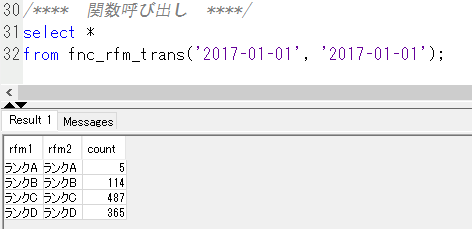 30 /**** 関数呼び出し ****/
31 select *
32 from fnc_rfm_trans('2017-01-01', '2017-01-01');
Result 1 Messages
rfm1 rfm2 count
ランクA ランクA 5
ランクB ランクB 114
ランクC ランクC 487
ランクD ランクD 365